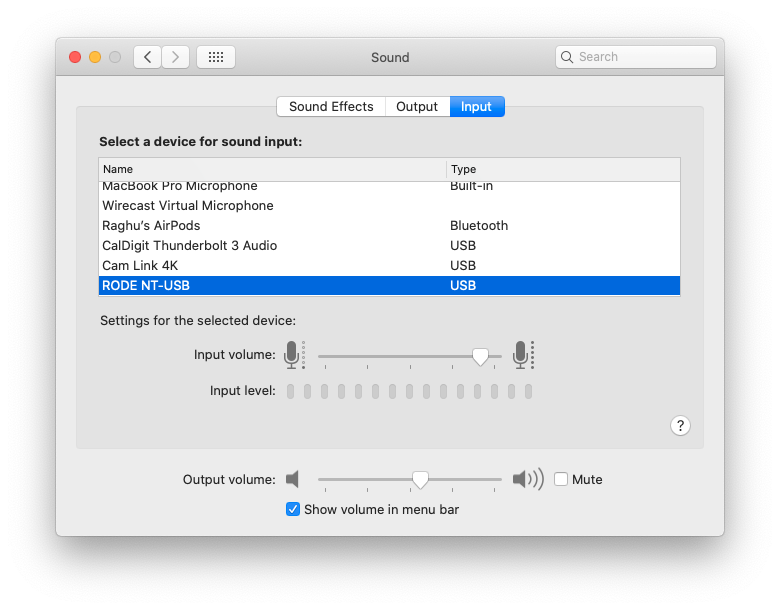 Sound
Search
Sound Effects Output Input
Select a device for sound input:
Name Type
MacBook Pro Microphone Built-in
Wirecast Virtual Microphone
Raghu’s AirPods Bluetooth
CalDigit Thunderbolt 3 Audio USB
Cam Link 4K USB
RODE NT-USB USB
Settings for the selected device:
Input volume:
Input level:
?
Output volume: Mute
Show volume in menu bar